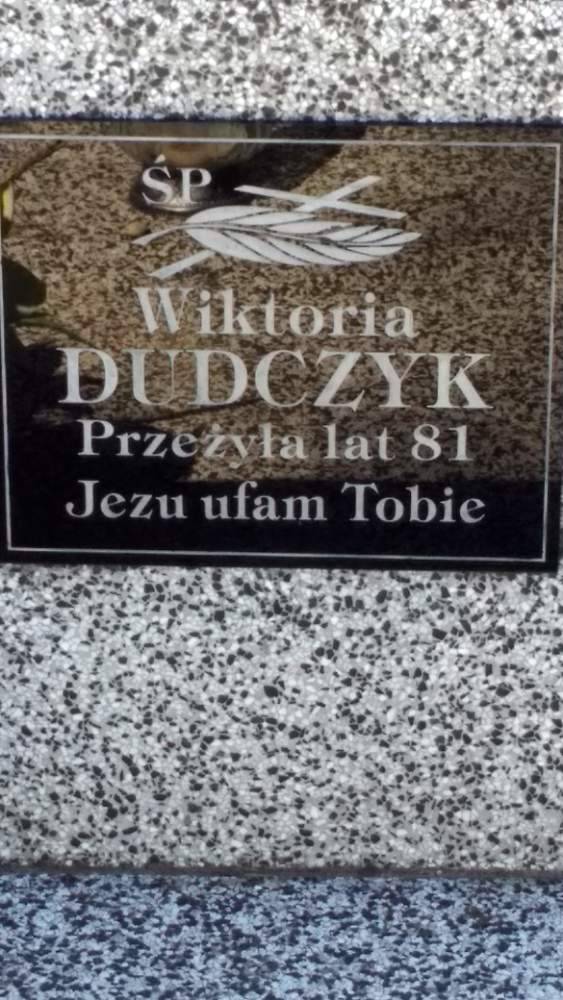 ŚP
Wiktoria
DUDCZYK
Przeżyła lat 81
Jezu ufam Tobie